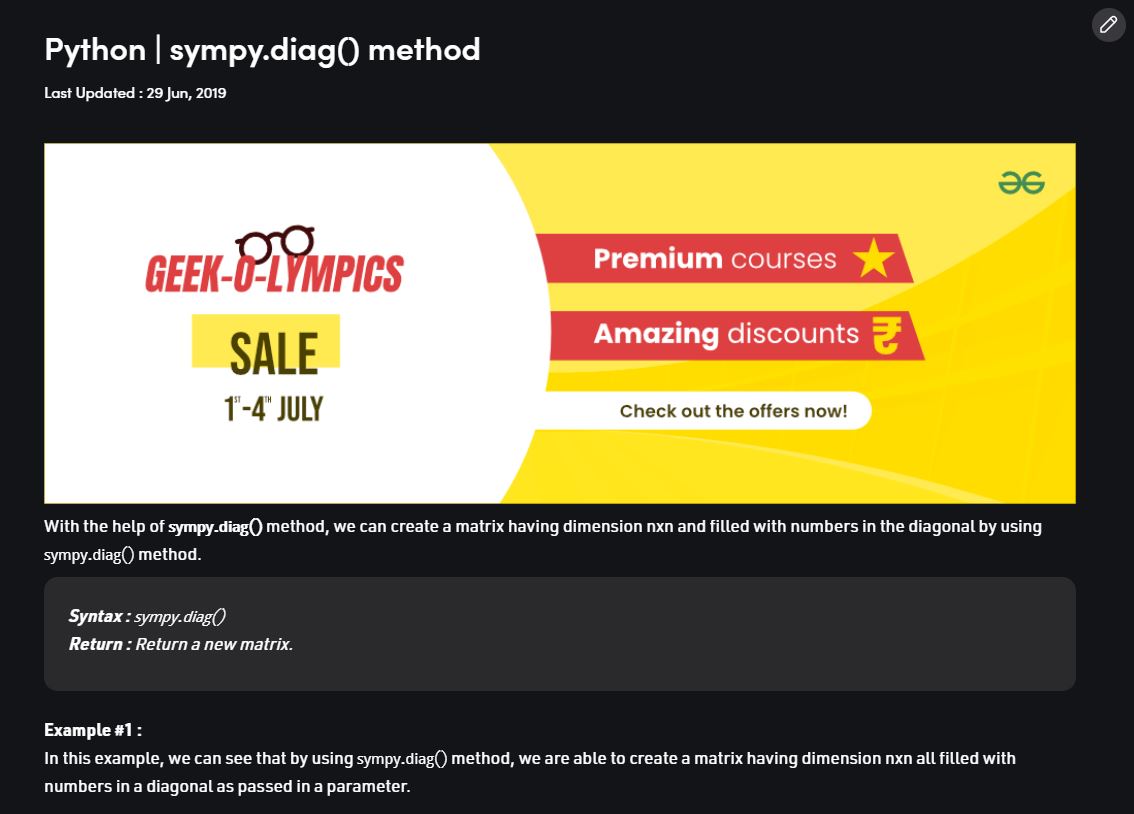 Python | sympy.diag() method
Last Updated : 29 Jun, 2019
GEEK-O-LYMPICS
SALE
1ST-4TH JULY
Premium courses
Amazing discounts
Check out the offers now!
With the help of sympy.diag() method, we can create a matrix having dimension nxn and filled with numbers in the diagonal by using
sympy.diag() method.
Syntax : sympy.diag()
Return : Return a new matrix.
Example #1 :
In this example, we can see that by using sympy.diag() method, we are able to create a matrix having dimension nxn all filled with
numbers in a diagonal as passed in a parameter.